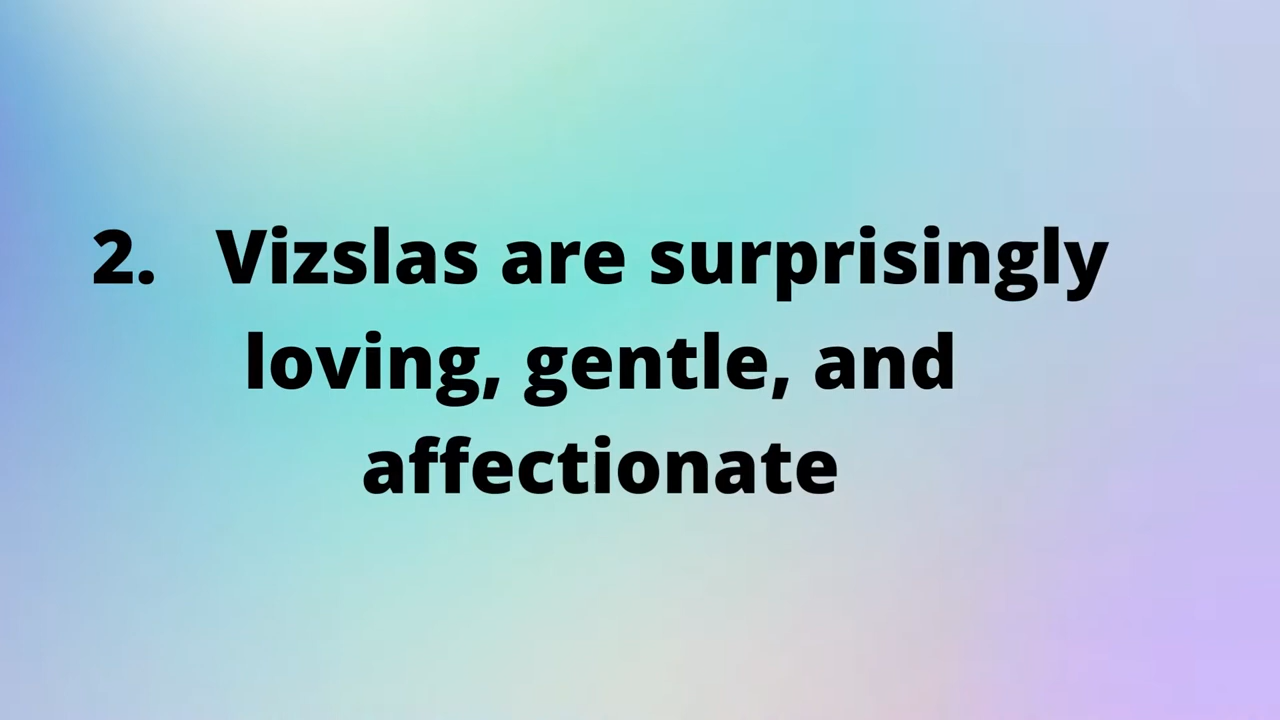 2. Vizslas are surprisingly
loving, gentle, and
affectionate